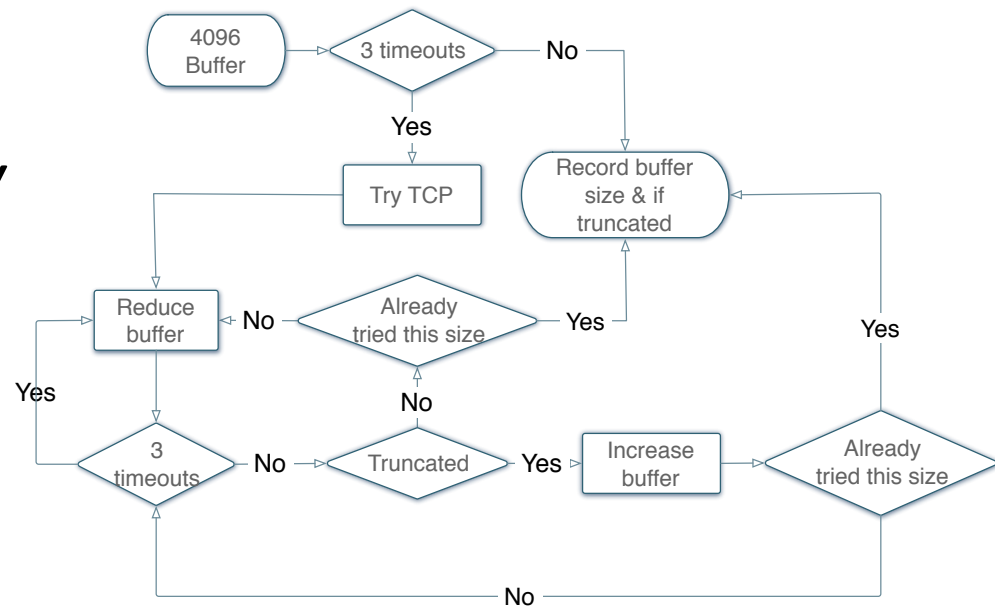 4096
Buffer
3 timeouts
No
Yes
Try TCP
Record buffer
size & if
truncated
Reduce
buffer
No
Already
tried this size
Yes
Yes
Yes
No
3
timeouts
No
Truncated
Yes
Increase
buffer
Already
tried this size
No